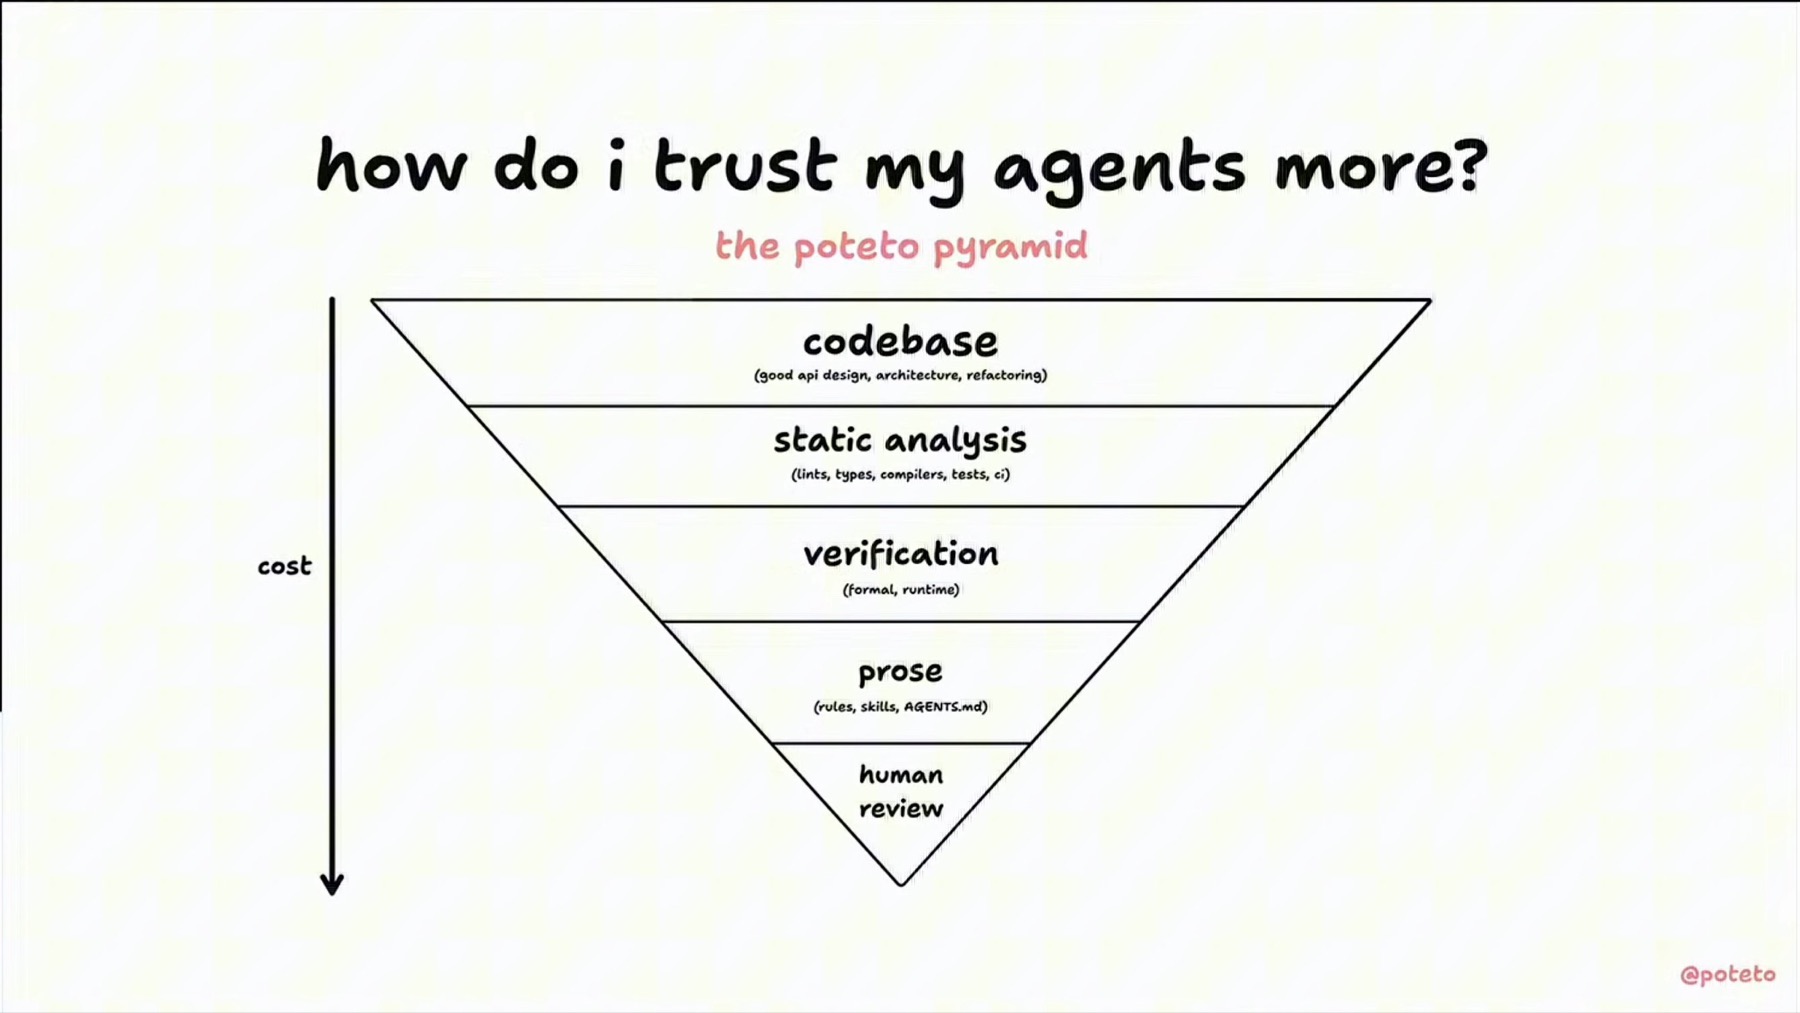 how do i trust my agents more?
the poteto pyramid
codebase
(good api design, architecture, refactoring)
static analysis
(lints, types, compilers, tests, ci)
verification
(formal, runtime)
cost
prose
(rules, skills, AGENTS.md)
human
review
@poteto